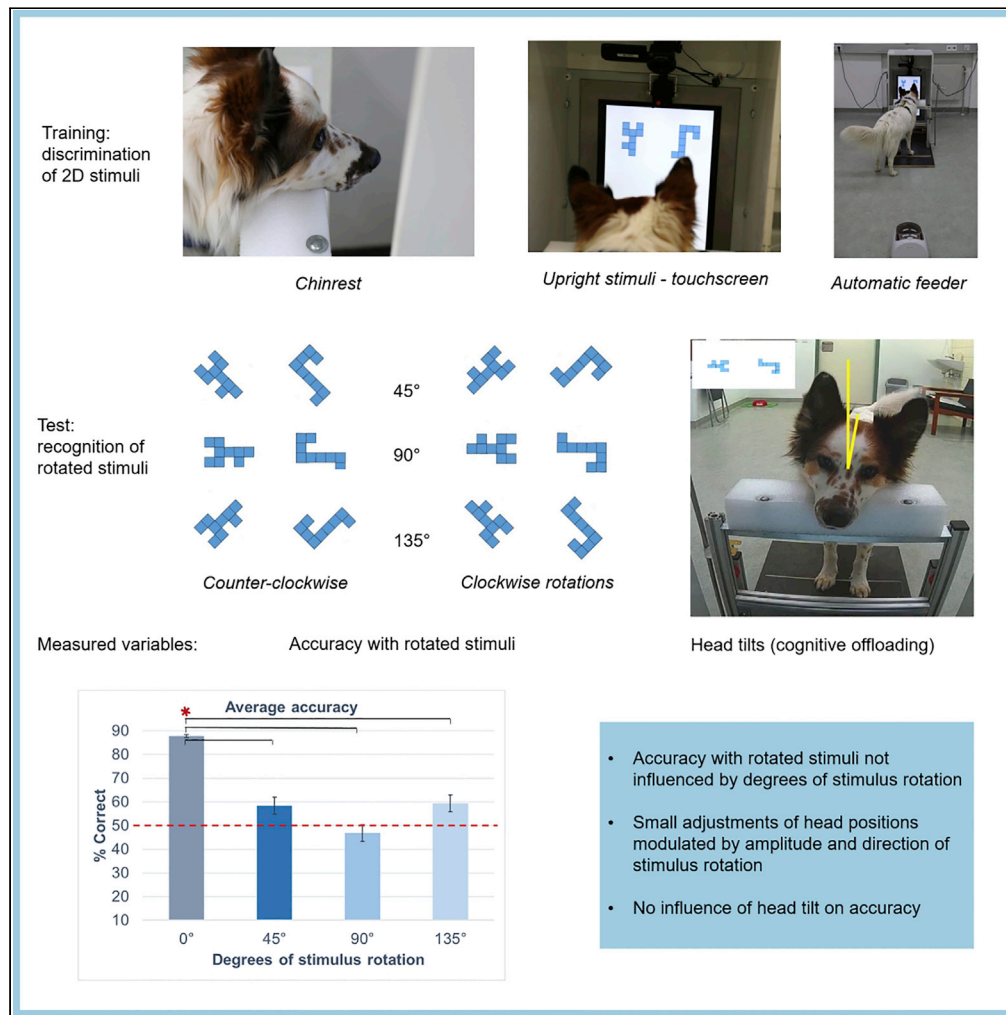 Training:
discrimination
of 2D stimuli
Chinrest
Upright stimuli - touchscreen
Automatic feeder
Test:
recognition of
rotated stimuli
45°
90°
135°
Counter-clockwise
Clockwise rotations
Measured variables:
Accuracy with rotated stimuli
Head tilts (cognitive offloading)
*
Average accuracy
% Correct
90
80
70
60
50
40
30
20
10
0°
45°
90°
135°
Degrees of stimulus rotation
• Accuracy with rotated stimuli not
influenced by degrees of stimulus rotation
• Small adjustments of head positions
modulated by amplitude and direction of
stimulus rotation
• No influence of head tilt on accuracy